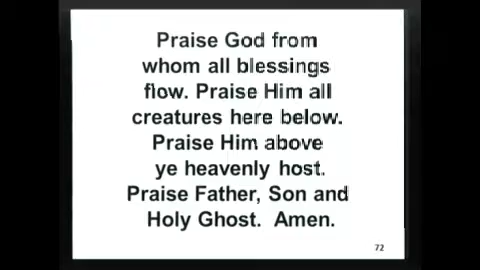 Praise God from
whom all blessings
flow. Praise Him all
creatures here below.
Praise Him above
ye heavenly host.
Praise Father, Son and
Holy Ghost. Amen.
72